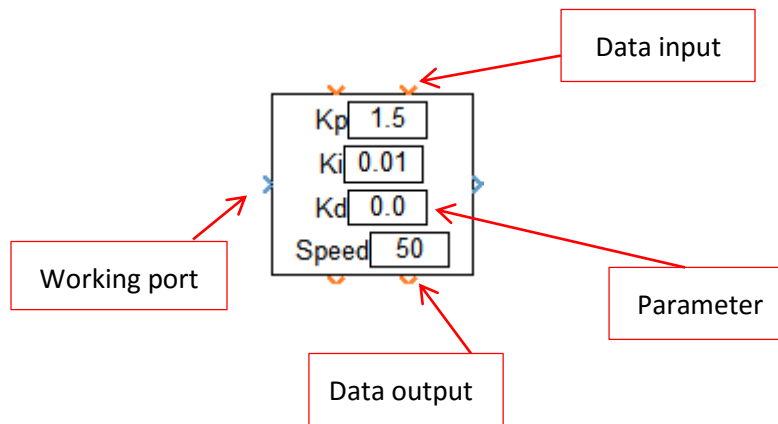 Data input
Kp 1.5
Ki 0.01
Kd 0.0
Speed 50
Working port
Parameter
Data output